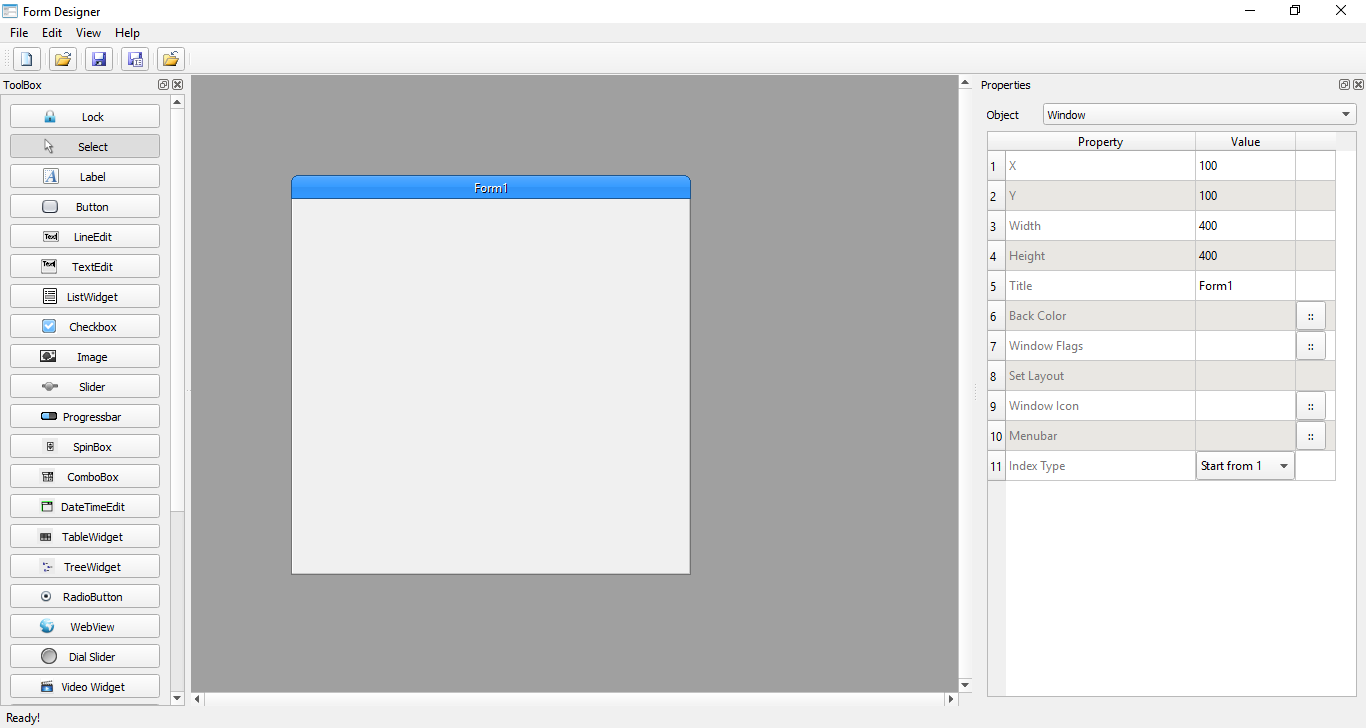 Form Designer
File Edit View Help
ToolBox
Lock
Select
Label
Button
LineEdit
TextEdit
ListWidget
Checkbox
Image
Slider
Progressbar
SpinBox
ComboBox
DateTimeEdit
TableWidget
TreeWidget
RadioButton
WebView
Dial Slider
Video Widget
Form1
Properties
Object Window
Property Value
1 X 100
2 Y 100
3 Width 400
4 Height 400
5 Title Form1
6 Back Color ::
7 Window Flags ::
8 Set Layout
9 Window Icon ::
10 Menubar ::
11 Index Type Start from 1
Ready!